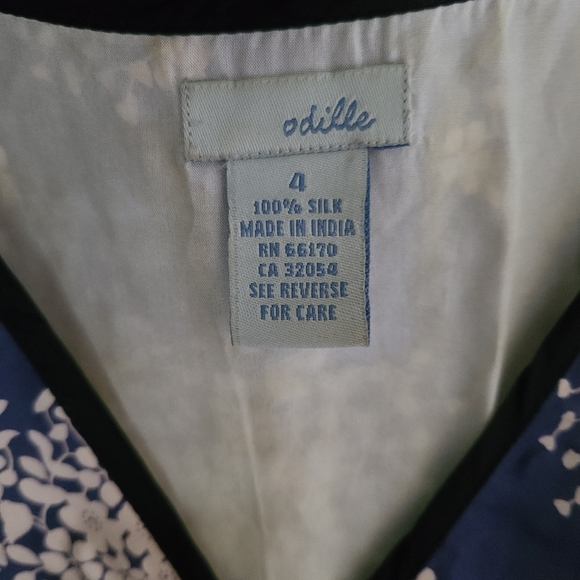 odille
4
100% SILK
MADE IN INDIA
RN 66170
CA 32054
SEE REVERSE
FOR CARE